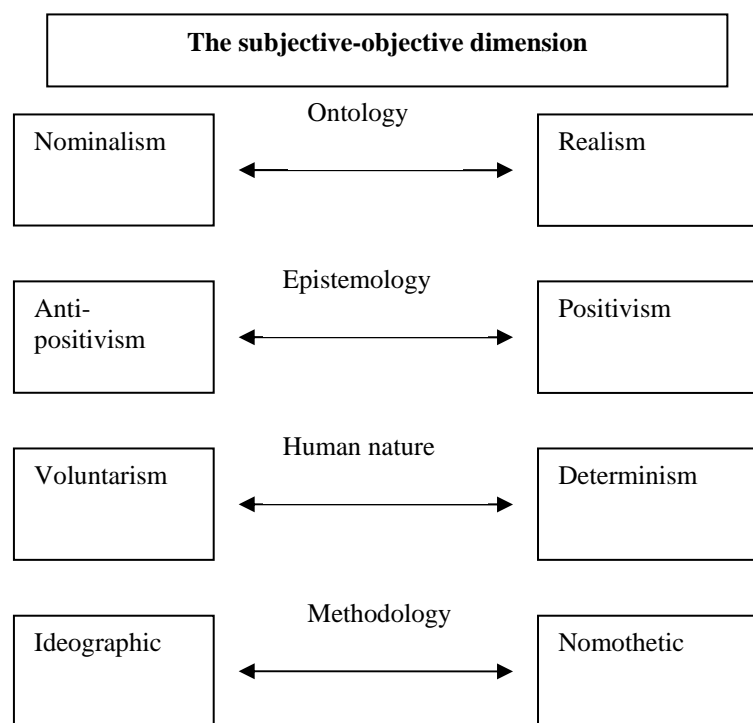 The subjective-objective dimension
Ontology
Nominalism
Realism
Epistemology
Anti-
positivism
Positivism
Human nature
Voluntarism
Determinism
Methodology
Ideographic
Nomothetic